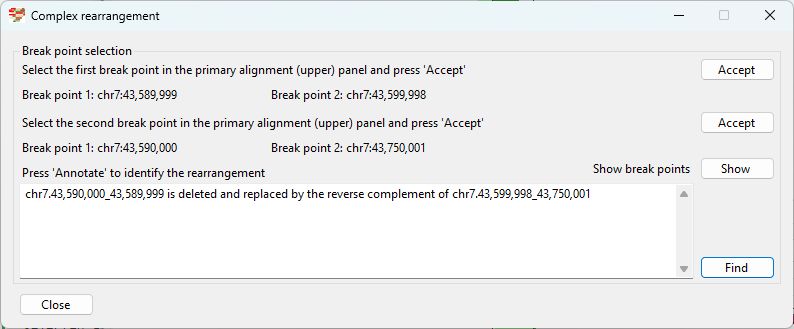 Complex rearrangement
Break point selection
Select the first break point in the primary alignment (upper) panel and press 'Accept'
Accept
Break point 1: chr7:43,589,999 Break point 2: chr7:43,599,998
Select the second break point in the primary alignment (upper) panel and press 'Accept'
Accept
Break point 1: chr7:43,590,000 Break point 2: chr7:43,750,001
Press 'Annotate' to identify the rearrangement
Show break points
Show
chr7.43,590,000_43,589,999 is deleted and replaced by the reverse complement of chr7.43,599,998_43,750,001
Find
Close